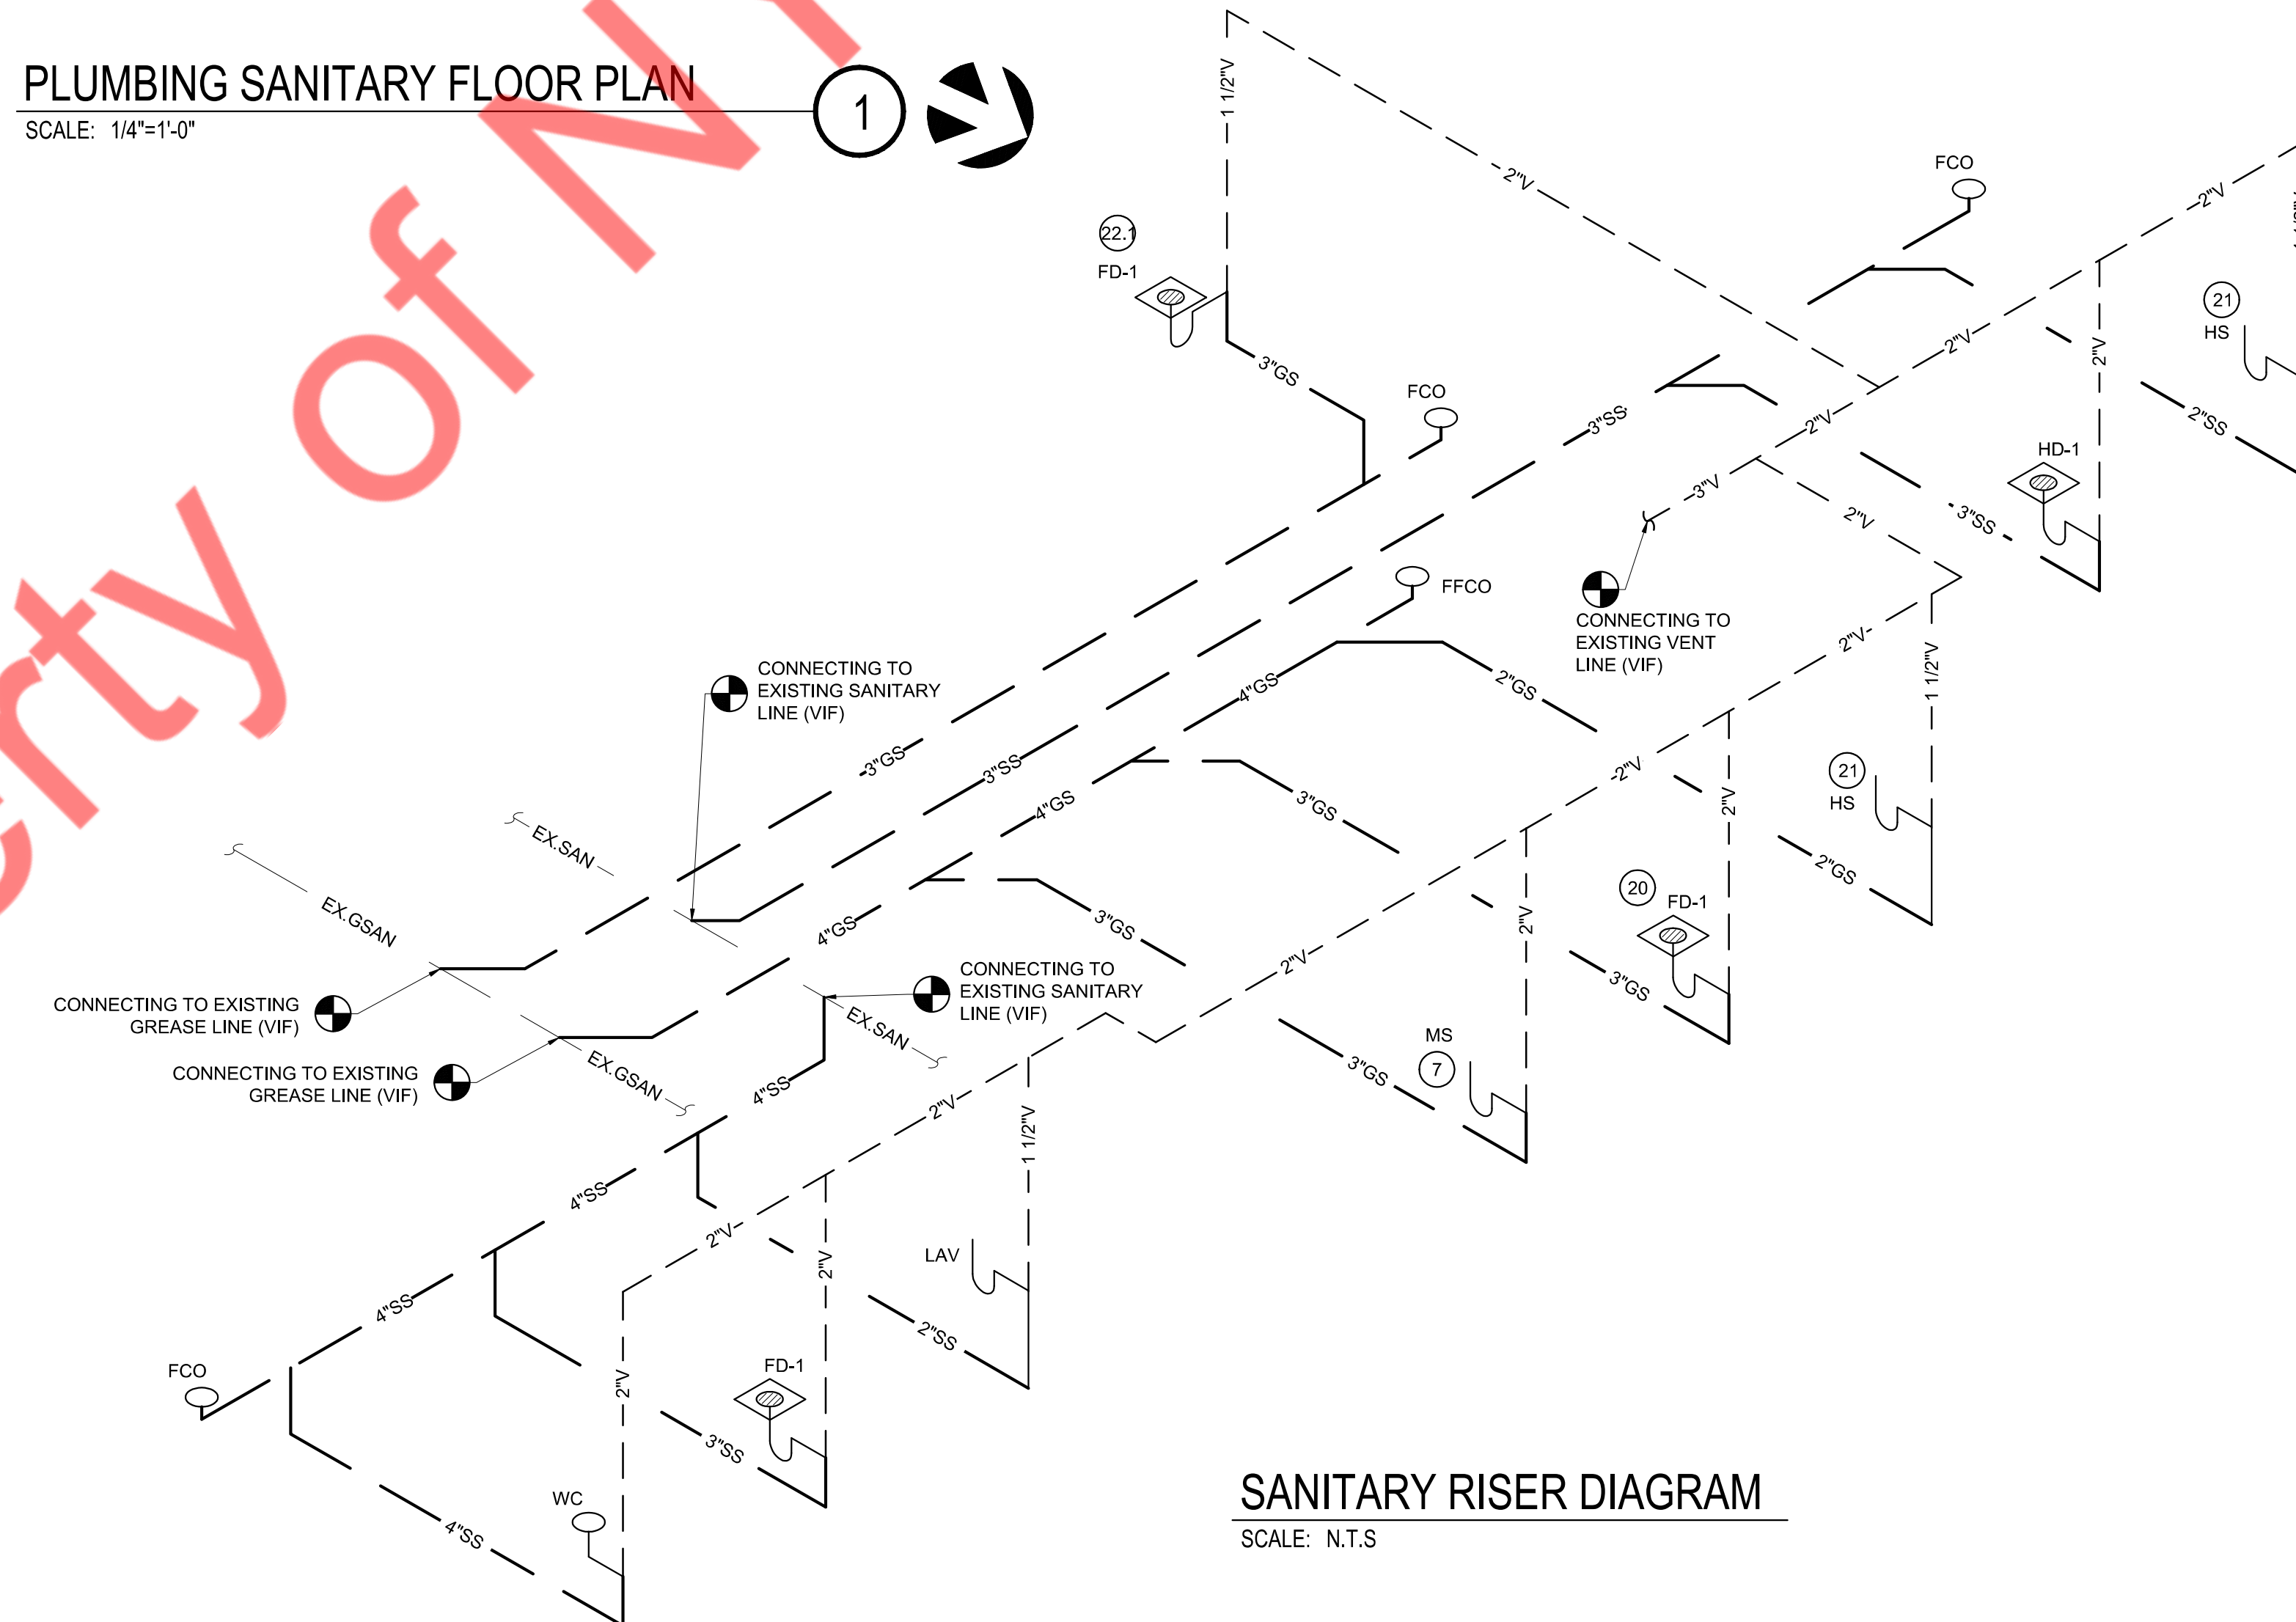 PLUMBING SANITARY FLOOR PLAN
SCALE: 1/4"=1'-0"
1
erty of NY
1 1/2"V
2"V
FCO
2"V
22.1
FD-1
21
HS
2"V
2"V
3"GS
FCO
3"SS
2"V
2"SS
HD-1
3"V
2"V
3"SS
FFCO
CONNECTING TO
EXISTING VENT
LINE (VIF)
2"V
1 1/2"V
CONNECTING TO
EXISTING SANITARY
LINE (VIF)
4"GS
2"GS
3"GS
3"SS
2"V
21
HS
4"GS
3"GS
2"V
EX.SAN
2"GS
20
FD-1
EX.GSAN
4"GS
3"GS
2"V
2"V
3"GS
CONNECTING TO EXISTING
GREASE LINE (VIF)
CONNECTING TO
EXISTING SANITARY
LINE (VIF)
EX.SAN
MS
7
3"GS
CONNECTING TO EXISTING
GREASE LINE (VIF)
EX.GSAN
4"SS
2"V
1 1/2"V
4"SS
2"V
2"V
LAV
4"SS
2"SS
FCO
FD-1
2"V
3"SS
WC
4"SS
SANITARY RISER DIAGRAM
SCALE: N.T.S